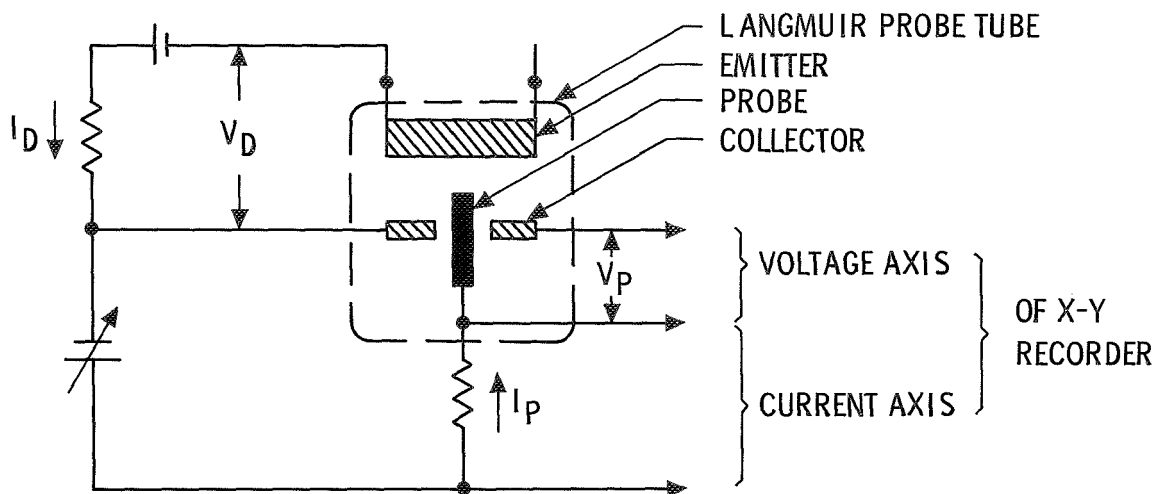 LANGMUIR PROBE TUBE
EMITTER
PROBE
COLLECTOR
I_D
V_D
V_P
VOLTAGE AXIS
OF X-Y
RECORDER
I_P
CURRENT AXIS